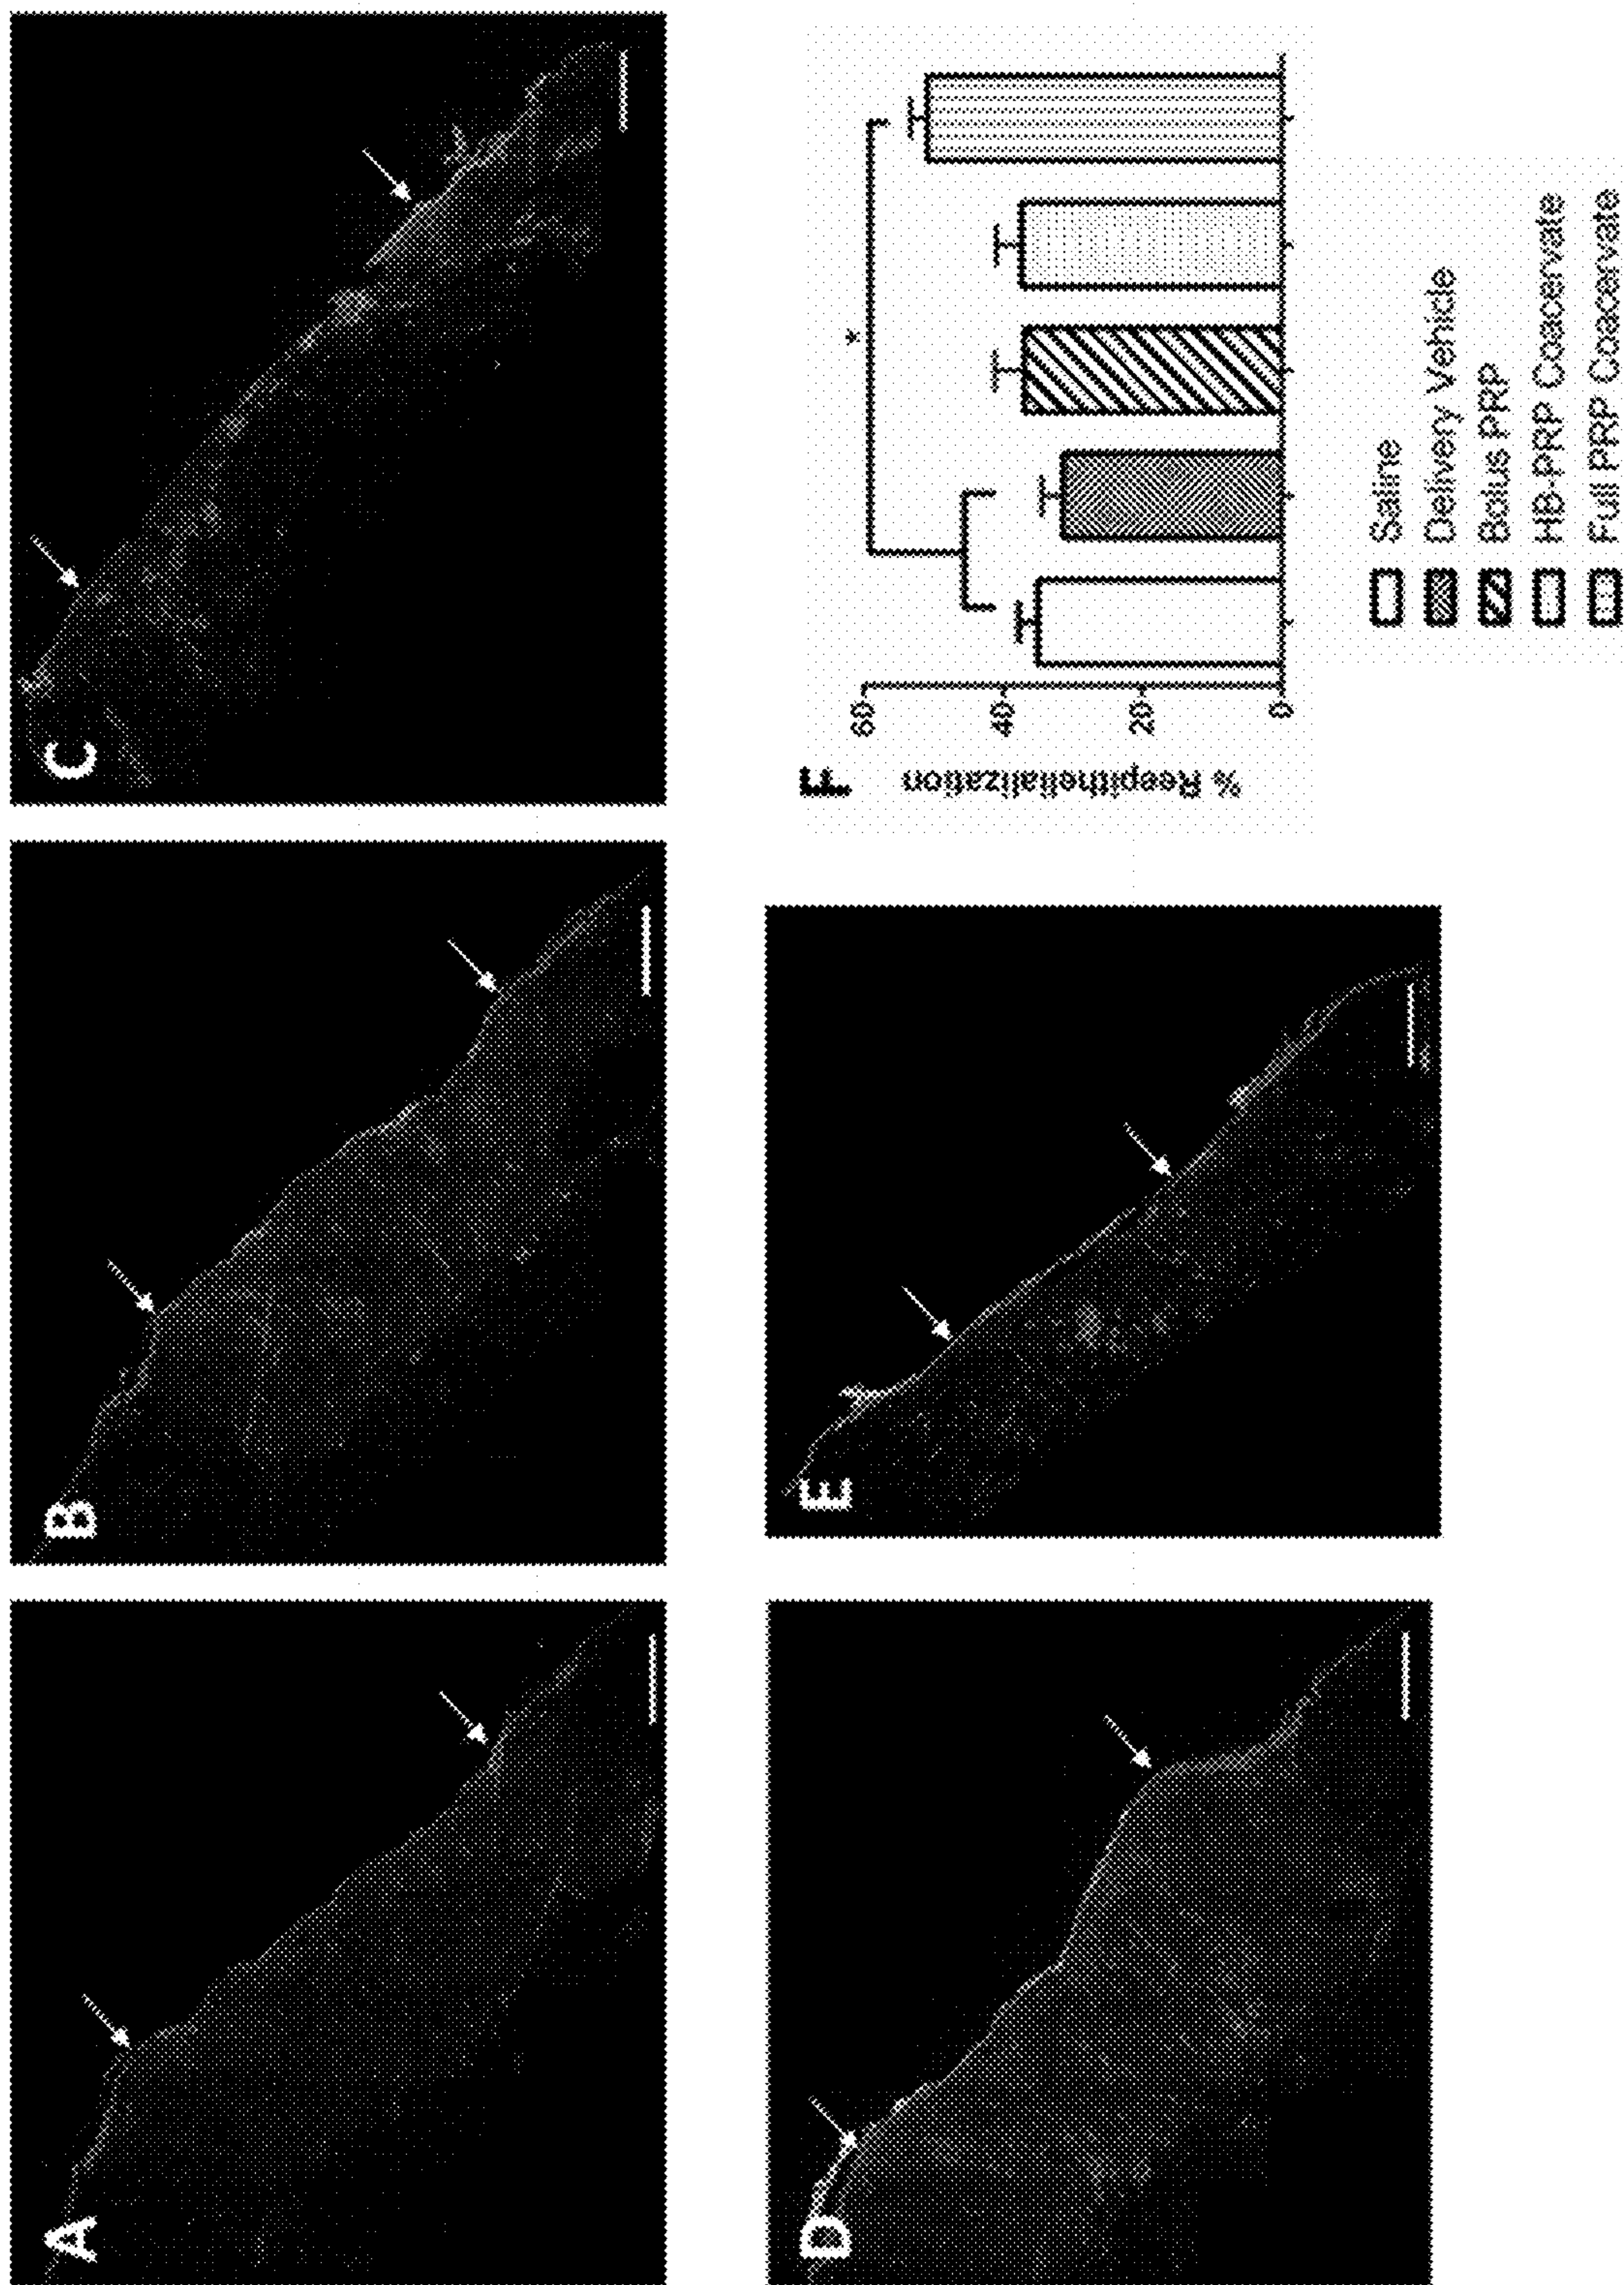 A
B
C
D
E
F
% Reepithelialization
60
40
20
0
*
Saline
Delivery Vehicle
Bolus PRP
HB-PRP Coacervate
Full PRP Coacervate